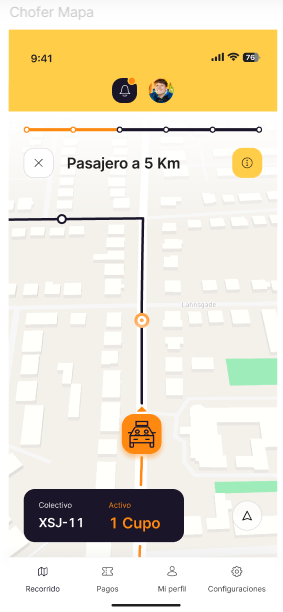 Chofer Mapa
9:41
76
Pasajero a 5 Km
Colectivo
Activo
XSJ-11
1 Cupo
Recorrido
Pagos
Mi perfil
Configuraciones